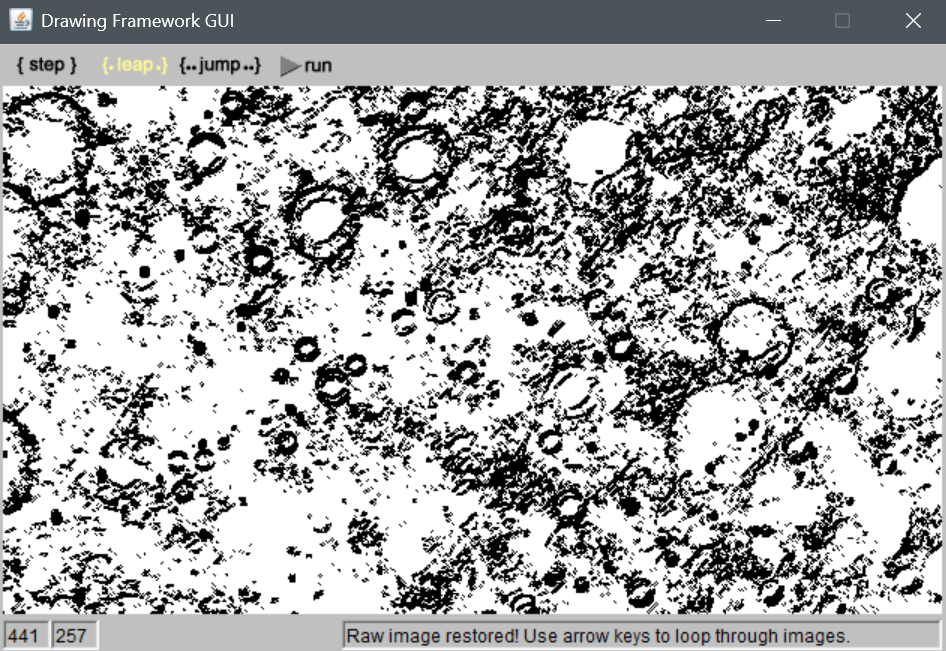 Drawing Framework GUI
{ step } {.leap.} {..jump..} run
441 257 Raw image restored! Use arrow keys to loop through images.